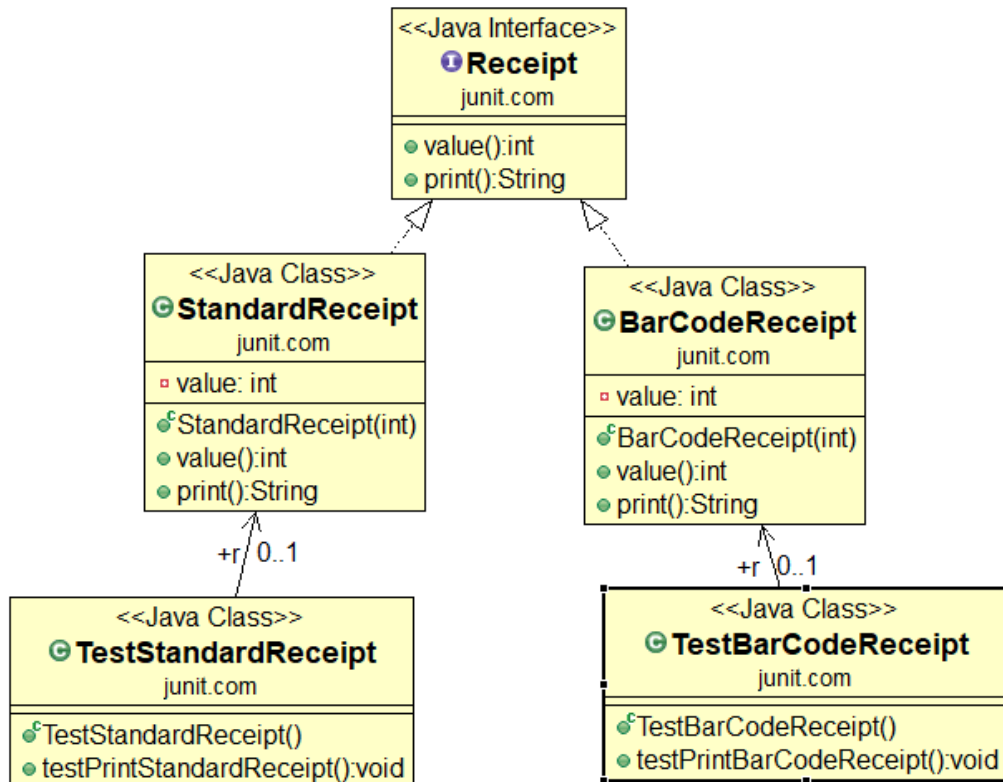 <<Java Interface>>
Receipt
junit.com
value():int
print():String
<<Java Class>>
StandardReceipt
junit.com
value: int
StandardReceipt(int)
value():int
print():String
<<Java Class>>
BarCodeReceipt
junit.com
value: int
BarCodeReceipt(int)
value():int
print():String
+r 0..1
+r 0..1
<<Java Class>>
TestStandardReceipt
junit.com
TestStandardReceipt()
testPrintStandardReceipt():void
<<Java Class>>
TestBarCodeReceipt
junit.com
TestBarCodeReceipt()
testPrintBarCodeReceipt():void